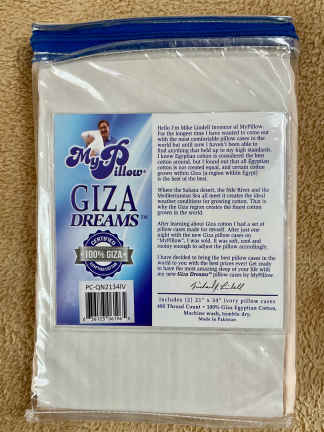 My Pillow®
GIZA
DREAMS™
CERTIFIED
100% GIZA
PC-QN2134IV
Hello I'm Mike Lindell Inventor of MyPillow.
For the longest time I have wanted to come out
with the most comfortable pillow cases in the
world but until now I haven't been able to
find anything that held up to my high standards.
I knew Egyptian cotton is considered the best
cotton around, but I found out that all Egyptian
cotton is not created equal, and certain cotton
grown within Giza (a region within Egypt)
is the best of the best.
Where the Sahara desert, the Nile River and the
Mediterranean Sea all meet it creates the ideal
weather conditions for growing cotton. That is
why the Giza region creates the finest cotton
grown in the world.
After learning about Giza cotton I had a set of
pillow cases made for myself. After just one
night with the new Giza pillow cases on
"MyPillow", I was sold. It was soft, cool and
roomy enough to adjust the pillow accordingly.
I have decided to bring the best pillow cases in the
world to you with the best prices ever! Get ready
to have the most amazing sleep of your life with
my new Giza Dreams™ pillow cases by MyPillow
Includes (2) 21" x 34" ivory pillow cases
400 Thread Count • 100% Giza Egyptian Cotton,
Machine wash, tumble dry.
Made in Pakistan